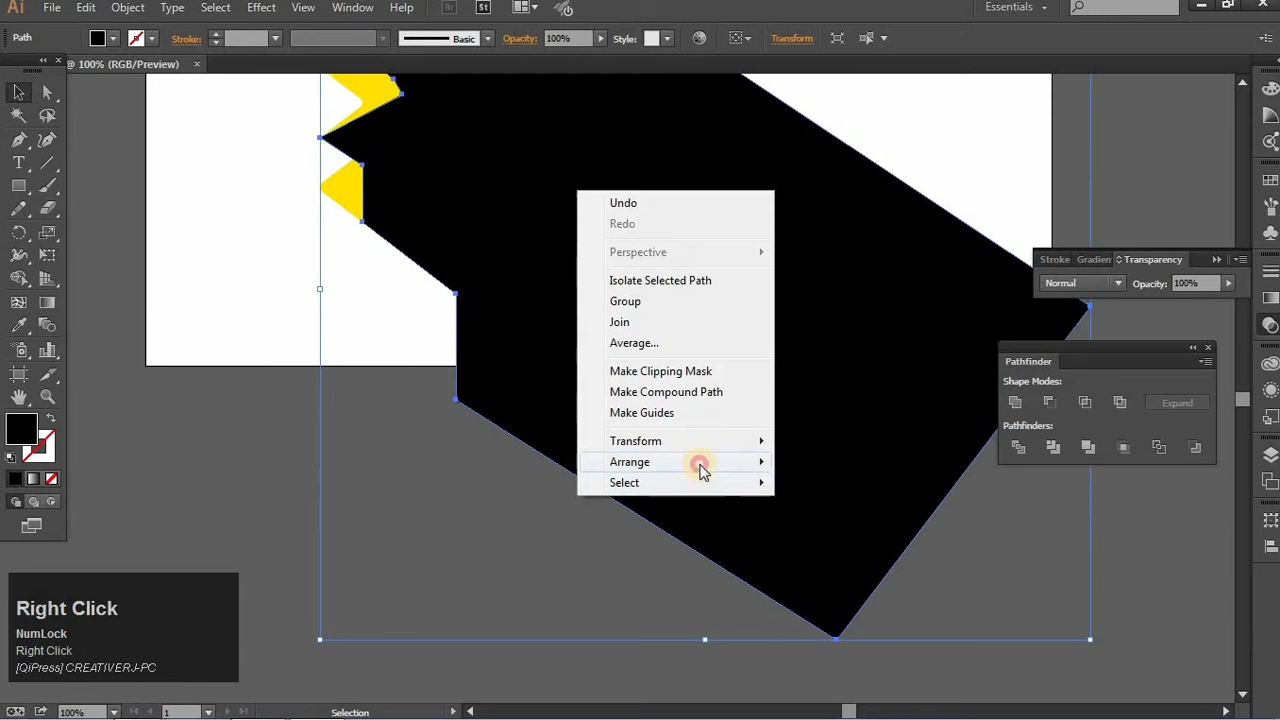 Ai File Edit Object Type Select Effect View Window Help Br St Essentials
Path Stroke: Basic Opacity: 100% Style: Transform
@ 100% (RGB/Preview) ×
Undo
Redo
Perspective
Isolate Selected Path
Group
Join
Average...
Make Clipping Mask
Make Compound Path
Make Guides
Transform
Arrange
Select
Stroke Gradien Transparency
Normal Opacity: 100%
Pathfinder
Shape Modes:
Expand
Pathfinders:
Right Click
NumLock
Right Click
[QiPress] CREATIVERJ-PC
100% 1 Selection